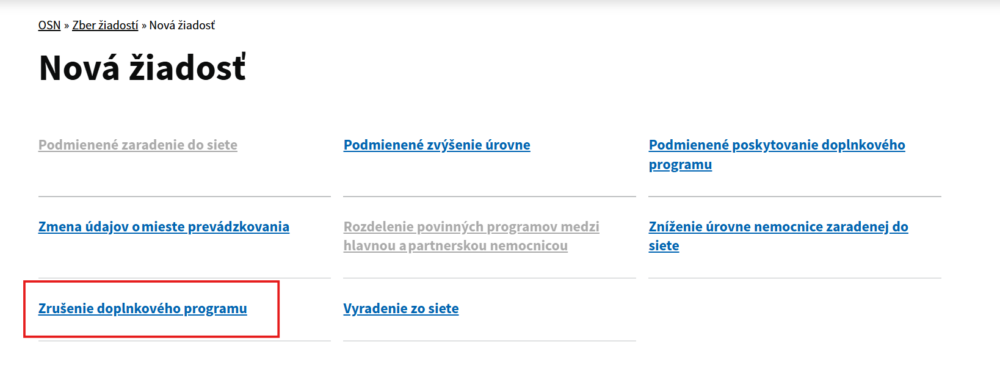 OSN » Zber žiadostí » Nová žiadosť
Nová žiadosť
Podmienené zaradenie do siete
Podmienené zvýšenie úrovne
Podmienené poskytovanie doplnkového
programu
Zmena údajov o mieste prevádzkovania
Rozdelenie povinných programov medzi
hlavnou a partnerskou nemocnicou
Zníženie úrovne nemocnice zaradenej do
siete
Zrušenie doplnkového programu
Vyradenie zo siete